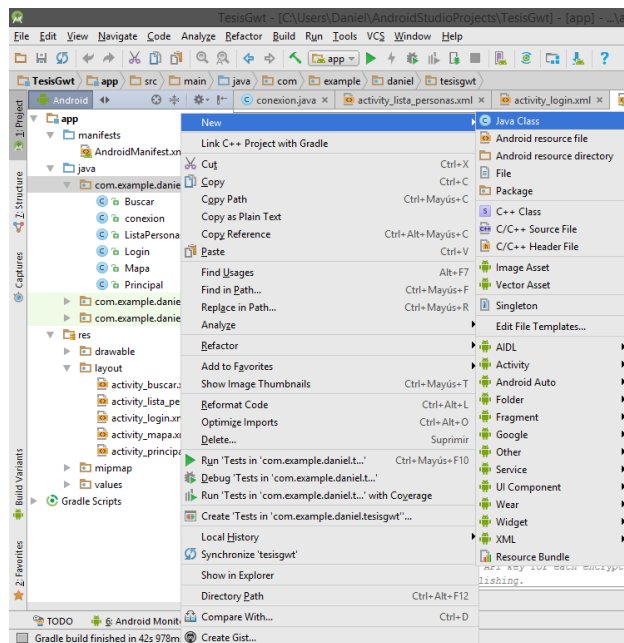 TesisGwt - [C:\Users\Daniel\AndroidStudioProjects\TesisGwt] - [app] - ...\a
File Edit View Navigate Code Analyze Refactor Build Run Tools VCS Window Help
app
TesisGwt app src main java com example daniel tesisgwt
Android conexion.java activity_lista_personas.xml activity_login.xml
1: Project
Z: Structure
Captures
Build Variants
2: Favorites
app
manifests
AndroidManifest.xm
java
com.example.danie
Buscar
conexion
ListaPersona
Login
Mapa
Principal
com.example.danie
com.example.danie
res
drawable
layout
activity_buscar.x
activity_lista_pe
activity_login.xm
activity_mapa.xm
activity_principa
mipmap
values
Gradle Scripts
New
Link C++ Project with Gradle
Cut Ctrl+X
Copy Ctrl+C
Copy Path Ctrl+Mayús+C
Copy as Plain Text
Copy Reference Ctrl+Alt+Mayús+C
Paste Ctrl+V
Find Usages Alt+F7
Find in Path... Ctrl+Mayús+F
Replace in Path... Ctrl+Mayús+R
Analyze
Refactor
Add to Favorites
Show Image Thumbnails Ctrl+Mayús+T
Reformat Code Ctrl+Alt+L
Optimize Imports Ctrl+Alt+O
Delete... Suprimir
Run 'Tests in 'com.example.daniel.t...' Ctrl+Mayús+F10
Debug 'Tests in 'com.example.daniel.t...'
Run 'Tests in 'com.example.daniel.t...' with Coverage
Create 'Tests in 'com.example.daniel.tesisgwt''...
Local History
Synchronize 'tesisgwt'
Show in Explorer
Directory Path Ctrl+Alt+F12
Compare With... Ctrl+D
Create Gist...
Java Class
Android resource file
Android resource directory
File
Package
C++ Class
C/C++ Source File
C/C++ Header File
Image Asset
Vector Asset
Singleton
Edit File Templates...
AIDL
Activity
Android Auto
Folder
Fragment
Google
Other
Service
UI Component
Wear
Widget
XML
Resource Bundle
API key for each encryp
lishing.
TODO 6: Android Monit
Gradle build finished in 42s 978m